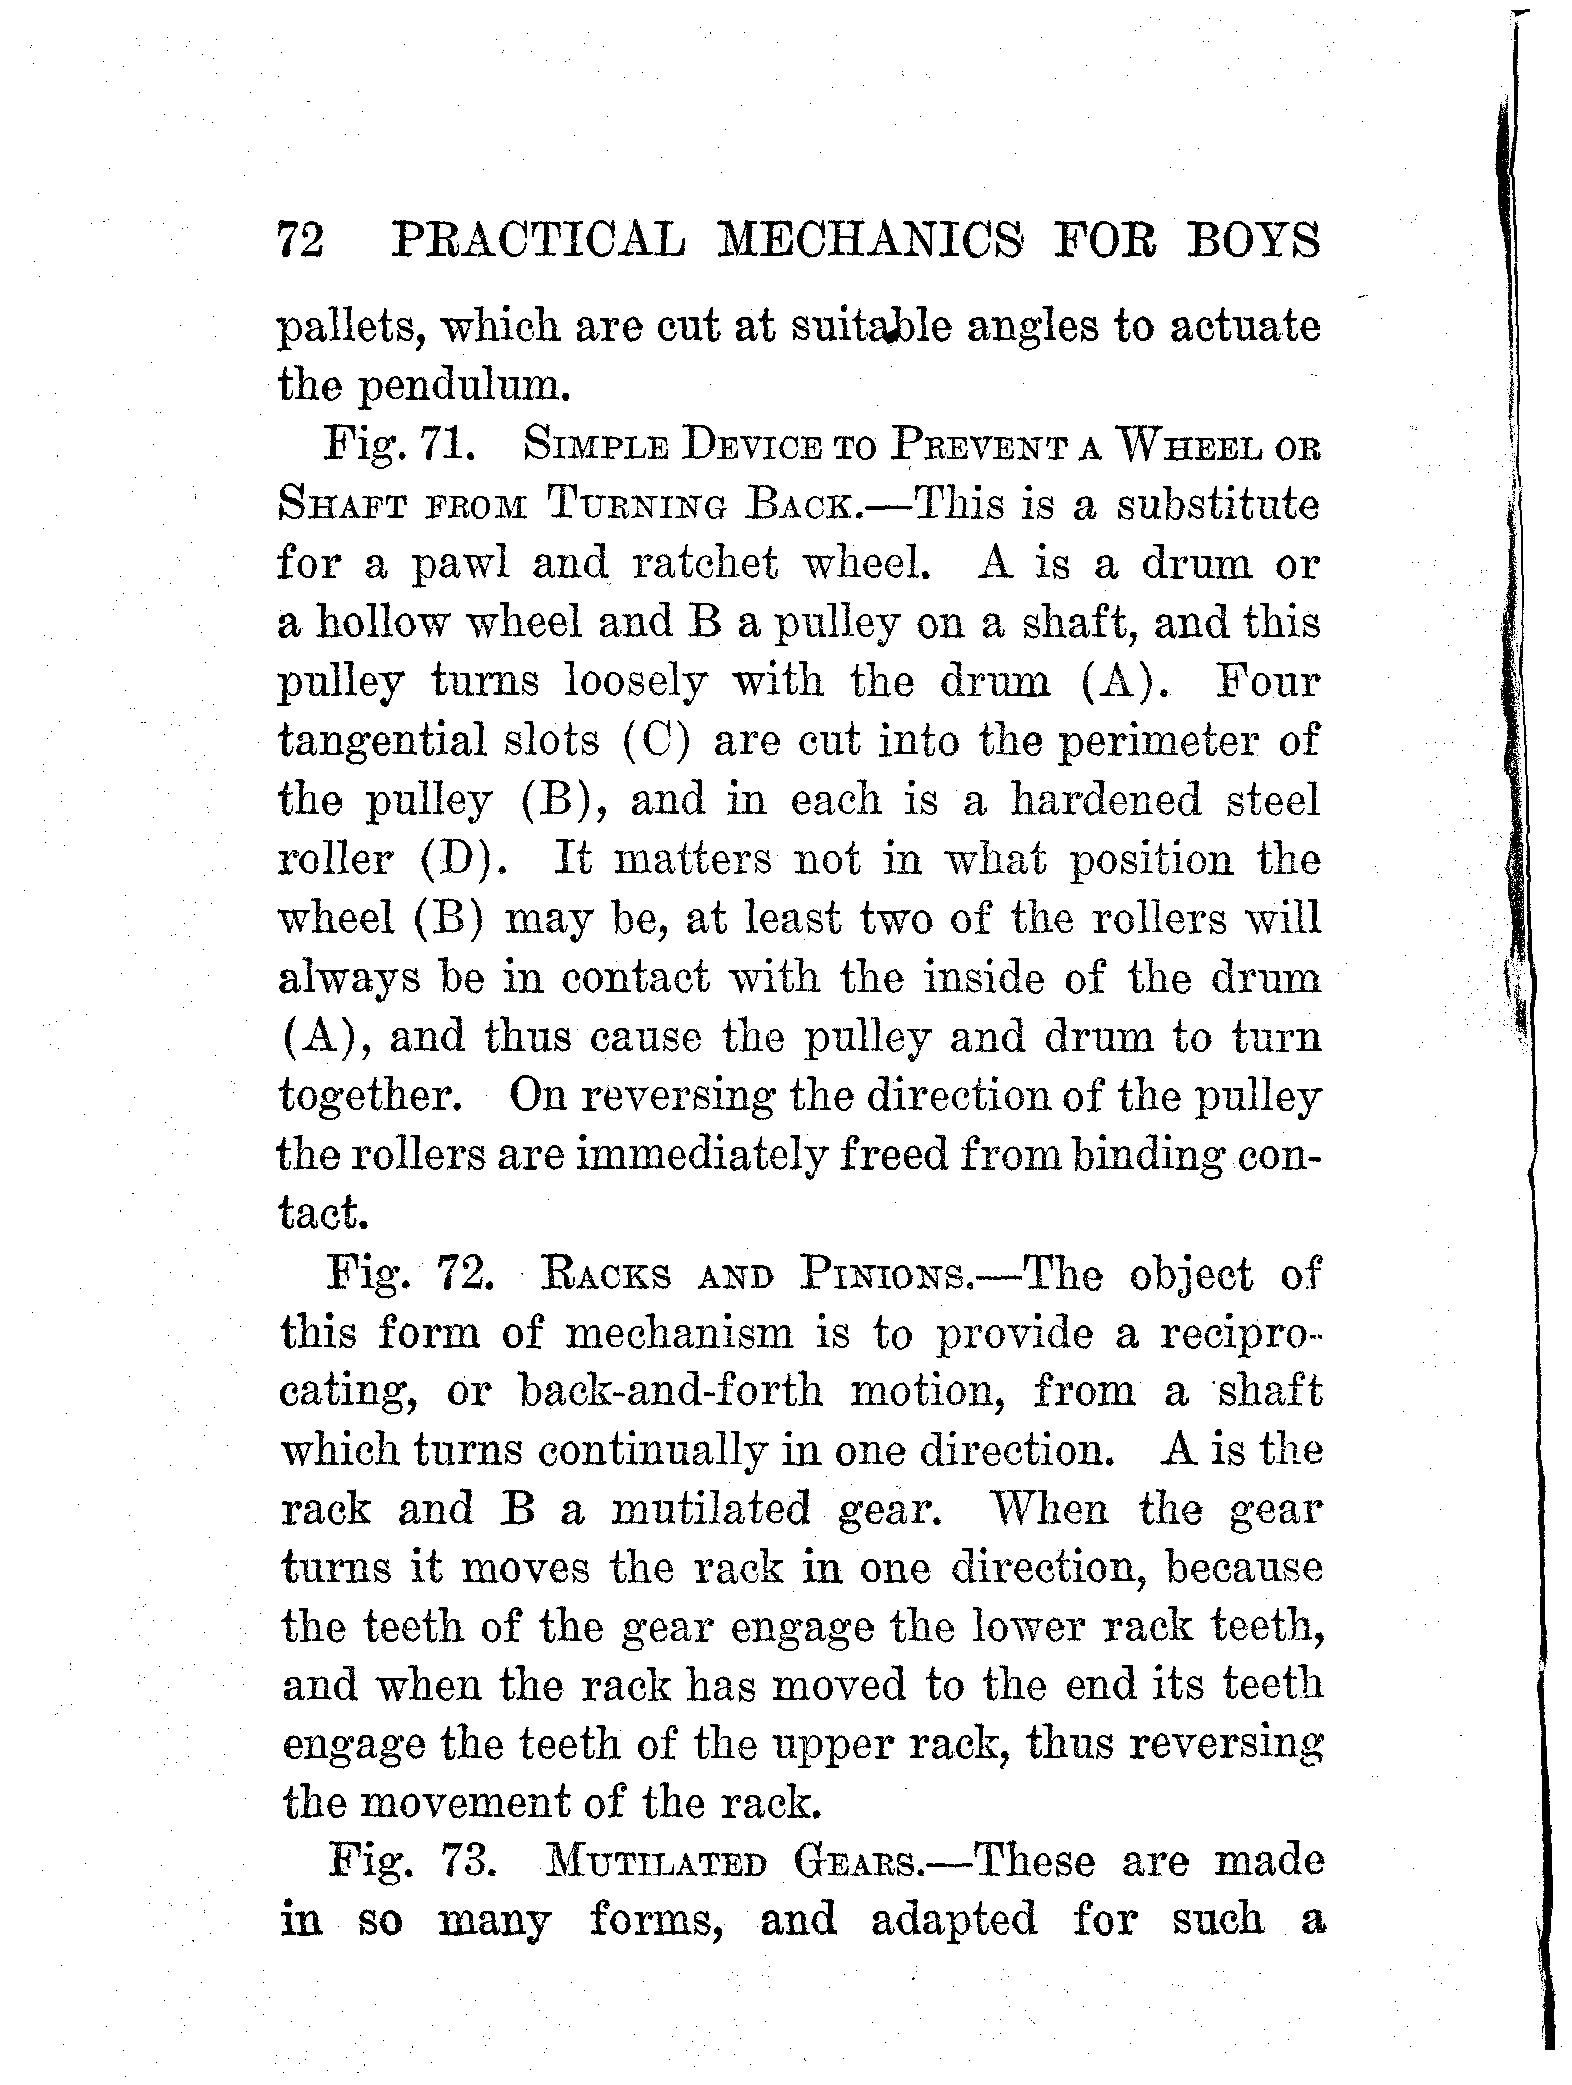 72 PRACTICAL MECHANICS FOR BOYS
pallets, which are cut at suitable angles to actuate
the pendulum.
Fig. 71. Simple Device to Prevent a Wheel or
Shaft from Turning Back.—This is a substitute
for a pawl and ratchet wheel. A is a drum or
a hollow wheel and B a pulley on a shaft, and this
pulley turns loosely with the drum (A). Four
tangential slots (C) are cut into the perimeter of
the pulley (B), and in each is a hardened steel
roller (D). It matters not in what position the
wheel (B) may be, at least two of the rollers will
always be in contact with the inside of the drum
(A), and thus cause the pulley and drum to turn
together. On reversing the direction of the pulley
the rollers are immediately freed from binding con-
tact.
Fig. 72. Racks and Pinions.—The object of
this form of mechanism is to provide a recipro-
cating, or back-and-forth motion, from a shaft
which turns continually in one direction. A is the
rack and B a mutilated gear. When the gear
turns it moves the rack in one direction, because
the teeth of the gear engage the lower rack teeth,
and when the rack has moved to the end its teeth
engage the teeth of the upper rack, thus reversing
the movement of the rack.
Fig. 73. Mutilated Gears.—These are made
in so many forms, and adapted for such a